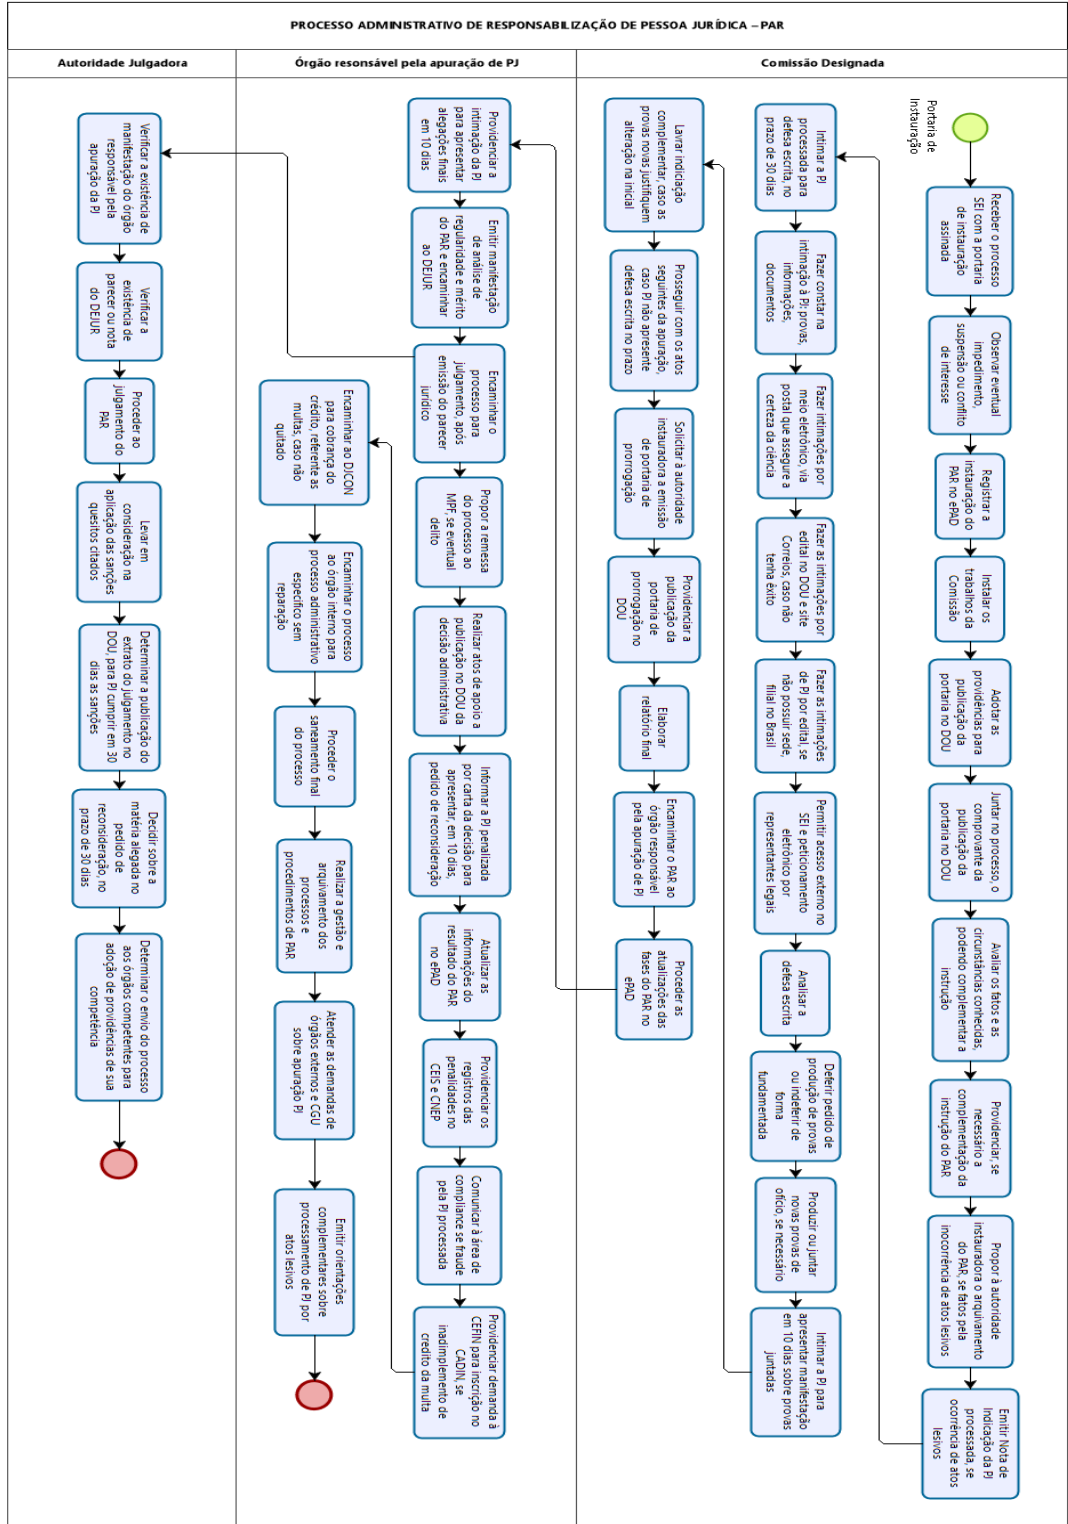 PROCESSO ADMINISTRATIVO DE RESPONSABILIZAÇÃO DE PESSOA JURÍDICA – PAR
Autoridade Julgadora
Órgão resonsável pela apuração de PJ
Comissão Designada
Portaria de
Instauração
Receber o processo
SEI com a portaria
de instauração
assinada
Observar eventual
impedimento,
suspensão ou conflito
de interesse
Registrar a
instauração do
PAR no ePAD
Instalar os
trabalhos da
Comissão
Adotar as
providências para
publicação da
portaria no DOU
Juntar no processo, o
comprovante da
publicação da
portaria no DOU
Avaliar os fatos e as
circunstâncias conhecidas,
podendo complementar a
instrução
Providenciar, se
necessário a
complementação da
instrução do PAR
Propor à autoridade
instauradora o arquivamento
do PAR, se fatos pela
inocorrência de atos lesivos
Emitir Nota de
Indicação da PJ
processada, se
ocorrência de atos
lesivos
Intimar a PJ
processada para
defesa escrita, no
prazo de 30 dias
Fazer constar na
intimação à PJ: provas,
informações,
documentos
Fazer intimações por
meio eletrônico, via
postal que assegure a
certeza da ciência
Fazer as intimações por
edital no DOU e site
Correios, caso não
tenha êxito
Fazer as intimações
de PJ por edital, se
não possuir sede,
filial no Brasil
Permitir acesso externo no
SEI e peticionamento
eletrônico por
representantes legais
Analisar a
defesa escrita
Deferir pedido de
produção de provas
ou indeferir de
forma
fundamentada
Produzir ou juntar
novas provas de
ofício, se necessário
Intimar a PJ para
apresentar manifestação
em 10 dias sobre provas
juntadas
Lavrar indiciação
complementar, caso as
provas novas justifiquem
alteração na inicial
Prosseguir com os atos
seguintes da apuração,
caso PJ não apresente
defesa escrita no prazo
Solicitar à autoridade
instauradora a emissão
de portaria de
prorrogação
Providenciar a
publicação da
portaria de
prorrogação no
DOU
Elaborar
relatório final
Encaminhar o PAR ao
órgão responsável
pela apuração de PJ
Proceder as
atualizações das
fases do PAR no
ePAD
Providenciar a
intimação da PJ
para apresentar
alegações finais
em 10 dias
Emitir manifestação
de análise de
regularidade e mérito
do PAR e encaminhar
ao DEJUR
Encaminhar o
processo para
julgamento, após
emissão do parecer
jurídico
Propor a remessa
do processo ao
MPF, se eventual
delito
Realizar atos de apoio a
publicação no DOU da
decisão administrativa
Informar a PJ penalizada
por carta da decisão para
apresentar, em 10 dias,
pedido de reconsideração
Atualizar as
informações do
resultado do PAR
no ePAD
Providenciar os
registros das
penalidades no
CEIS e CNEP
Comunicar à área de
compliance se fraude
pela PJ processada
Providenciar demanda à
CEFIN para inscrição no
CADIN, se
inadimplemento de
credito da multa
Encaminhar ao DJCON
para cobrança do
crédito, referente as
multas, caso não
quitado
Encaminhar o processo
ao órgão interno para
processo administrativo
especifico sem
reparação
Proceder o
saneamento final
do processo
Realizar a gestão e
arquivamento dos
processos e
procedimentos de PAR
Atender as demandas de
órgãos externos e CGU
sobre apuração PJ
Emitir orientações
complementares sobre
processamento de PJ por
atos lesivos
Verificar a existência de
manifestação do órgão
responsável pela
apuração da PJ
Verificar a
existência de
parecer ou nota
do DEJUR
Proceder ao
julgamento do
PAR
Levar em
consideração na
aplicação das sanções
quesitos citados
Determinar a publicação do
extrato do julgamento no
DOU, para PJ cumprir em 30
dias as sanções
Decidir sobre a
matéria alegada no
pedido de
reconsideração, no
prazo de 30 dias
Determinar o envio do processo
aos órgãos competentes para
adoção de providências de sua
competência